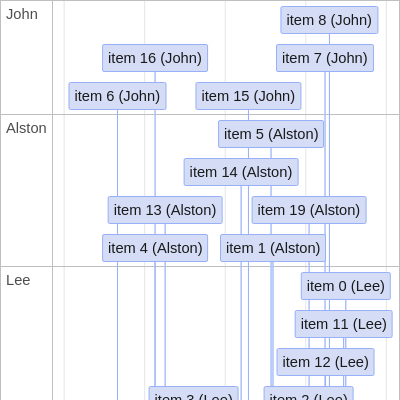 John
item 8 (John)
item 16 (John)
item 7 (John)
item 6 (John)
item 15 (John)
Alston
item 5 (Alston)
item 14 (Alston)
item 13 (Alston)
item 19 (Alston)
item 4 (Alston)
item 1 (Alston)
Lee
item 0 (Lee)
item 11 (Lee)
item 12 (Lee)
item 3 (Lee)
item 2 (Lee)